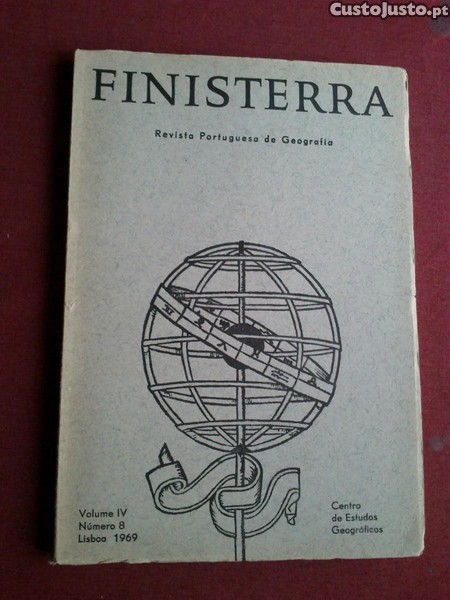 CustoJusto.pt
FINISTERRA
Revista Portuguesa de Geografia
Volume IV
Número 8
Lisboa 1969
Centro
de Estudos
Geográficos